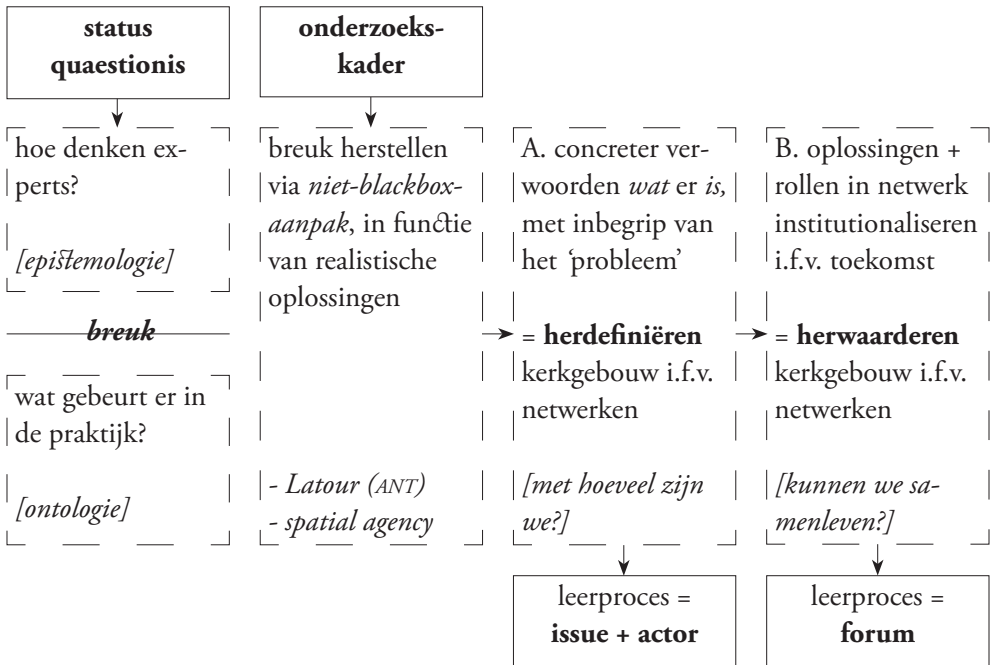 status
quaestionis
hoe denken ex-
perts?
[epistemologie]
breuk
wat gebeurt er in
de praktijk?
[ontologie]
onderzoeks-
kader
breuk herstellen
via niet-blackbox-
aanpak, in functie
van realistische
oplossingen
- Latour (ANT)
- spatial agency
A. concreter ver-
woorden wat er is,
met inbegrip van
het ‘probleem’
= herdefiniëren
kerkgebouw i.f.v.
netwerken
[met hoeveel zijn
we?]
leerproces =
issue + actor
B. oplossingen +
rollen in netwerk
institutionaliseren
i.f.v. toekomst
= herwaarderen
kerkgebouw i.f.v.
netwerken
[kunnen we sa-
menleven?]
leerproces =
forum